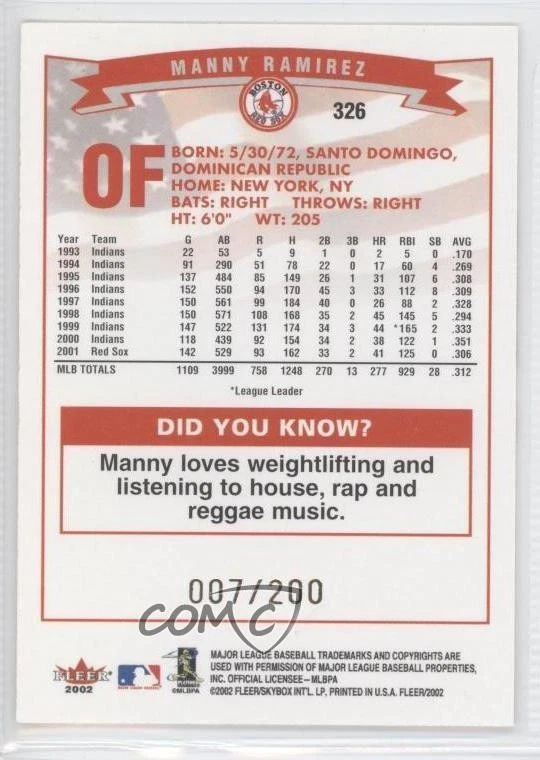 MANNY RAMIREZ
BOSTON
RED SOX
326
OF
BORN: 5/30/72, SANTO DOMINGO,
DOMINICAN REPUBLIC
HOME: NEW YORK, NY
BATS: RIGHT THROWS: RIGHT
HT: 6'0" WT: 205
Year Team G AB R H 2B 3B HR RBI SB AVG
1993 Indians 22 53 5 9 1 0 2 5 0 .170
1994 Indians 91 290 51 78 22 0 17 60 4 .269
1995 Indians 137 484 85 149 26 1 31 107 6 .308
1996 Indians 152 550 94 170 45 3 33 112 8 .309
1997 Indians 150 561 99 184 40 0 26 88 2 .328
1998 Indians 150 571 108 168 35 2 45 145 5 .294
1999 Indians 147 522 131 174 34 3 44 *165 2 .333
2000 Indians 118 439 92 154 34 2 38 122 1 .351
2001 Red Sox 142 529 93 162 33 2 41 125 0 .306
MLB TOTALS 1109 3999 758 1248 270 13 277 929 28 .312
*League Leader
DID YOU KNOW?
Manny loves weightlifting and
listening to house, rap and
reggae music.
007/200
COMC
FLEER
2002
©MLBPA
MAJOR LEAGUE BASEBALL TRADEMARKS AND COPYRIGHTS ARE
USED WITH PERMISSION OF MAJOR LEAGUE BASEBALL PROPERTIES,
INC. OFFICIAL LICENSEE–MLBPA
©2002 FLEER/SKYBOX INT'L. LP, PRINTED IN U.S.A. FLEER/2002